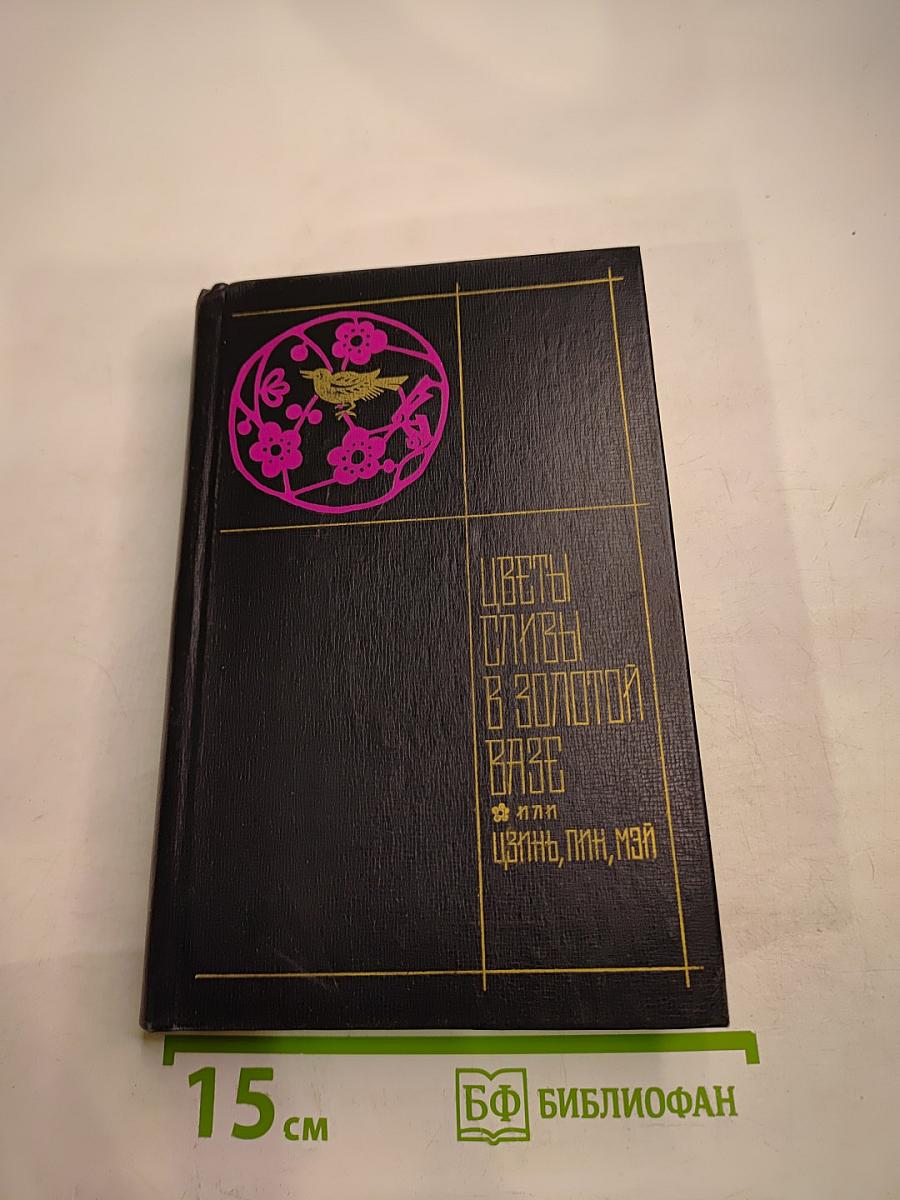 ЦВЕТЫ
СЛИВЫ
В ЗОЛОТОЙ
ВАЗЕ
или
ЦЗИНЬ, ПИН, МЭЙ
15 см
БФ БИБЛИОФАН